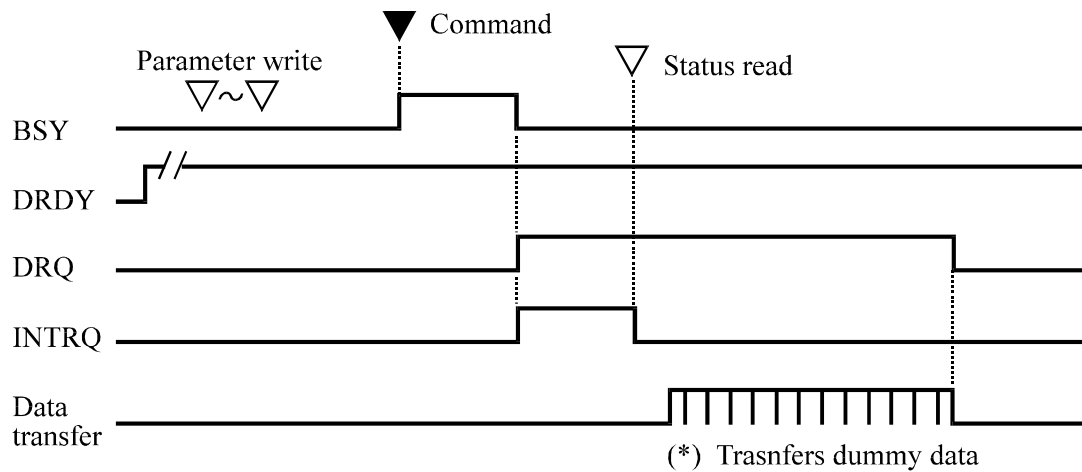 Command
Status read
Parameter write
~
BSY
DRDY
DRQ
INTRQ
Data
transfer
(*) Trasnfers dummy data